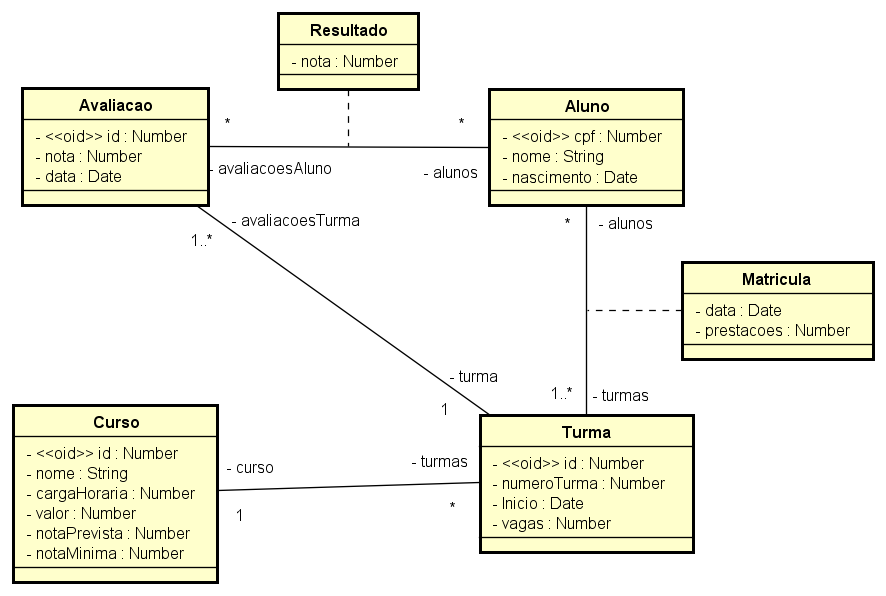 Resultado
- nota : Number
Avaliacao
- <<oid>> id : Number
- nota : Number
- data : Date
*
*
- avaliacoesAluno
- alunos
Aluno
- <<oid>> cpf : Number
- nome : String
- nascimento : Date
- avaliacoesTurma
1..*
*
- alunos
Matricula
- data : Date
- prestacoes : Number
- turma
1
1..*
- turmas
Curso
- <<oid>> id : Number
- nome : String
- cargaHoraria : Number
- valor : Number
- notaPrevista : Number
- notaMinima : Number
- curso
1
- turmas
*
Turma
- <<oid>> id : Number
- numeroTurma : Number
- Inicio : Date
- vagas : Number